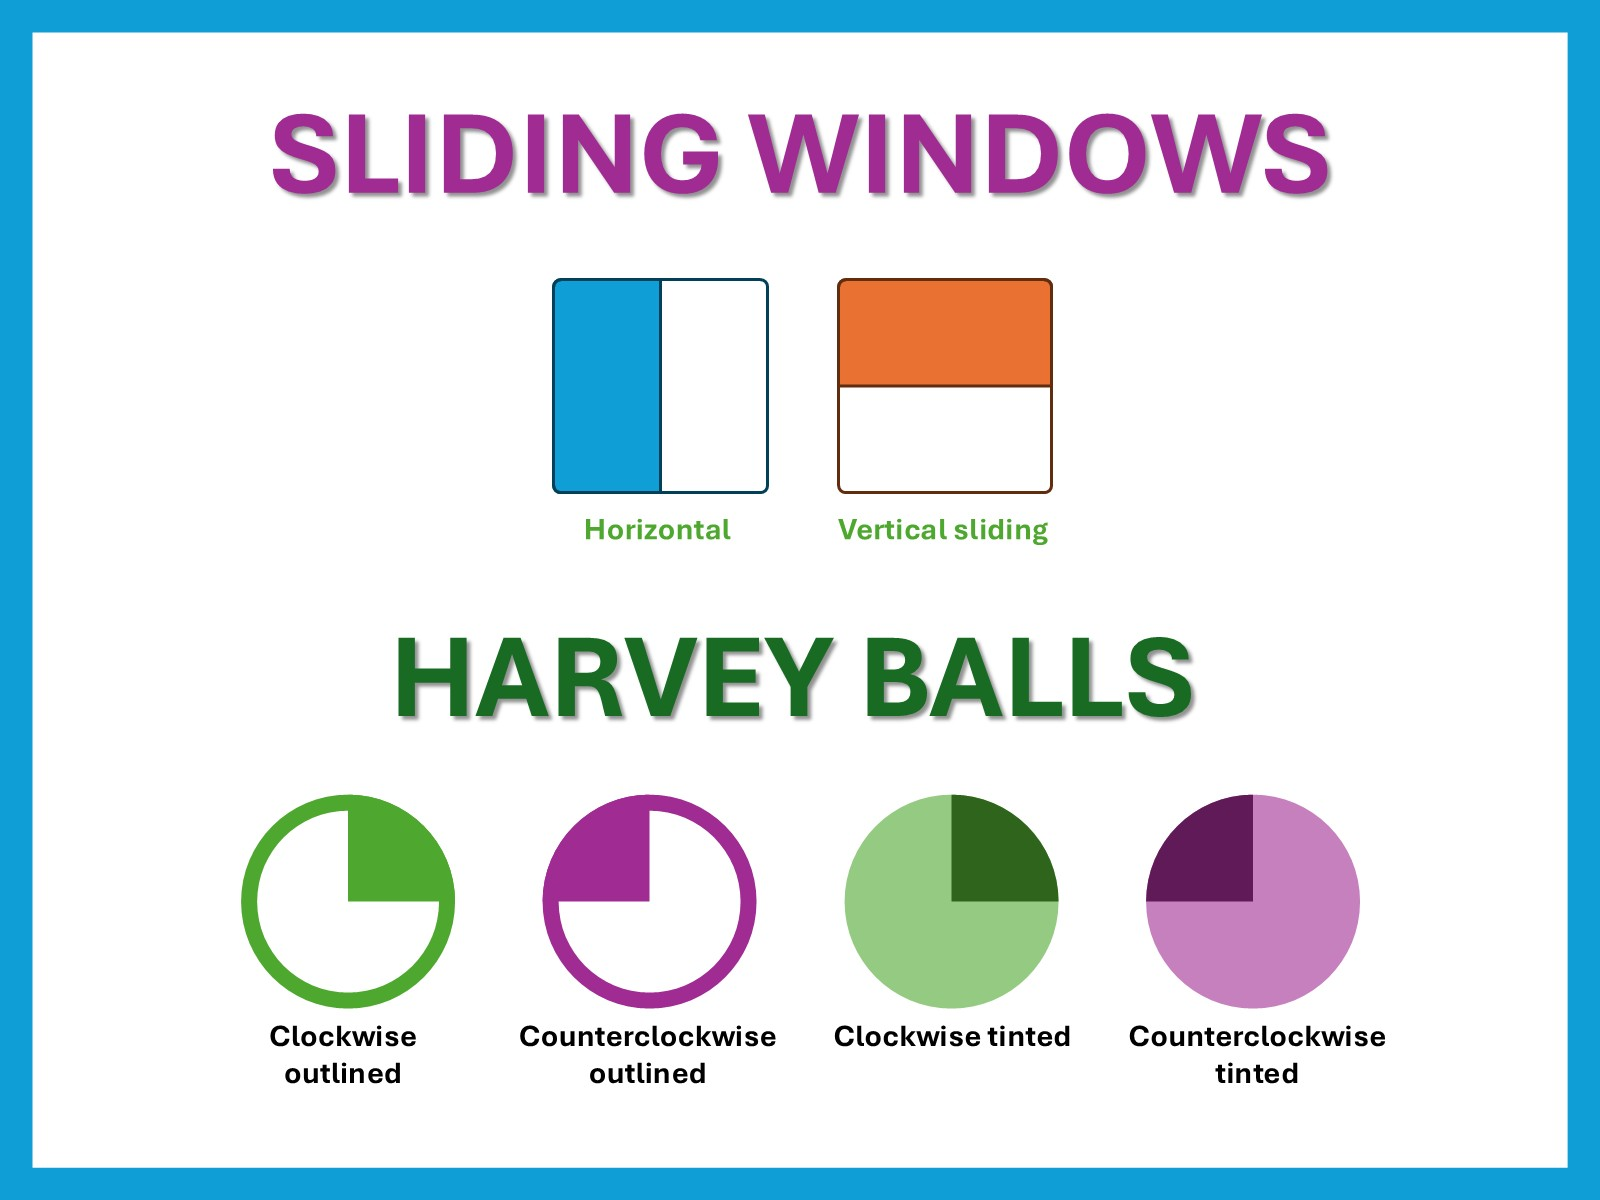 SLIDING WINDOWS
Horizontal
Vertical sliding
HARVEY BALLS
Clockwise
outlined
Counterclockwise
outlined
Clockwise tinted
Counterclockwise
tinted